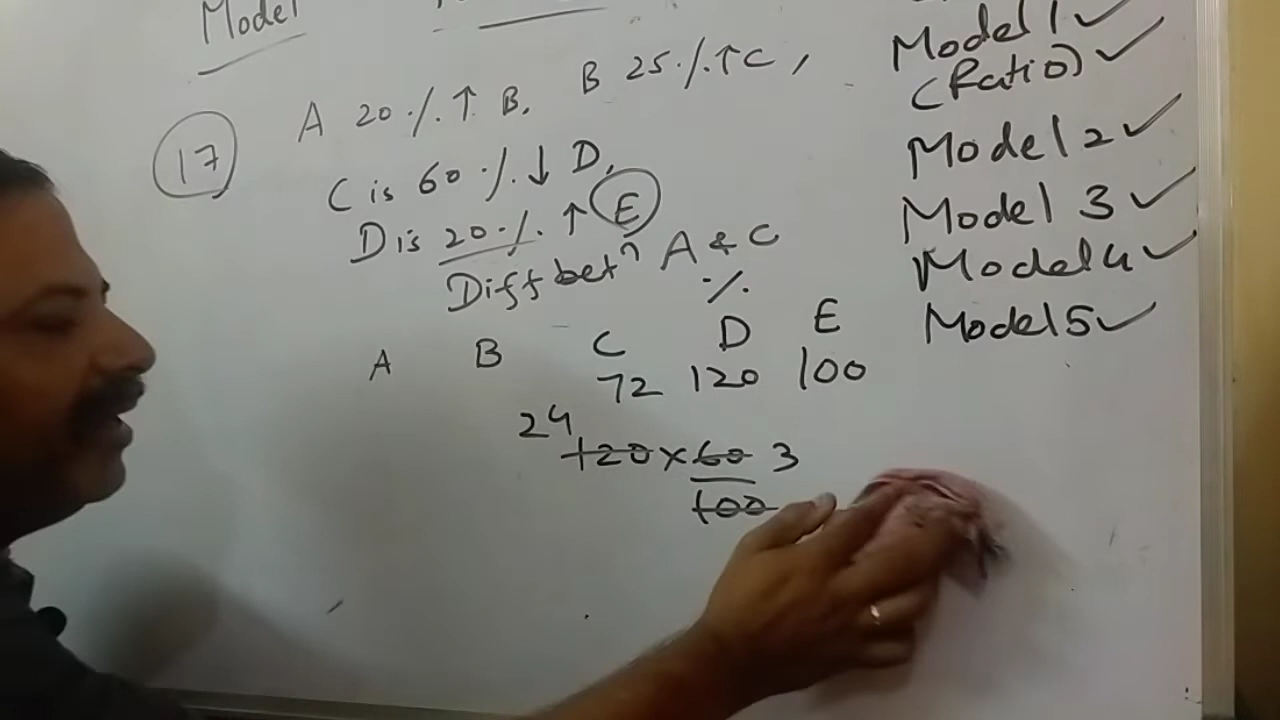 Model
17
A 20 ·/. ↑ B, B 25 ·/. ↑ C,
C is 60 ·/. ↓ D,
D is 20 ·/. ↑ E
Diff betn A & C
·/.
A B C D E
72 120 100
24
120 × 60 3
100
Model 1 ✓
(Ratio) ✓
Model 2 ✓
Model 3 ✓
Model 4 ✓
Model 5 ✓